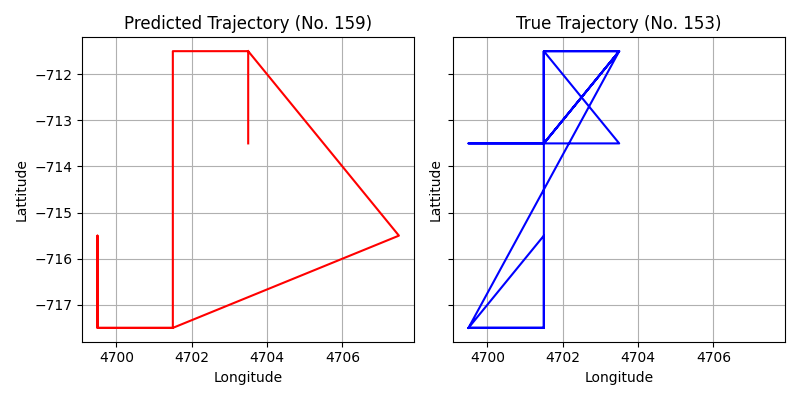 Predicted Trajectory (No. 159)
Lattitude
−712
−713
−714
−715
−716
−717
4700
4702
4704
4706
Longitude
True Trajectory (No. 153)
Lattitude
4700
4702
4704
4706
Longitude